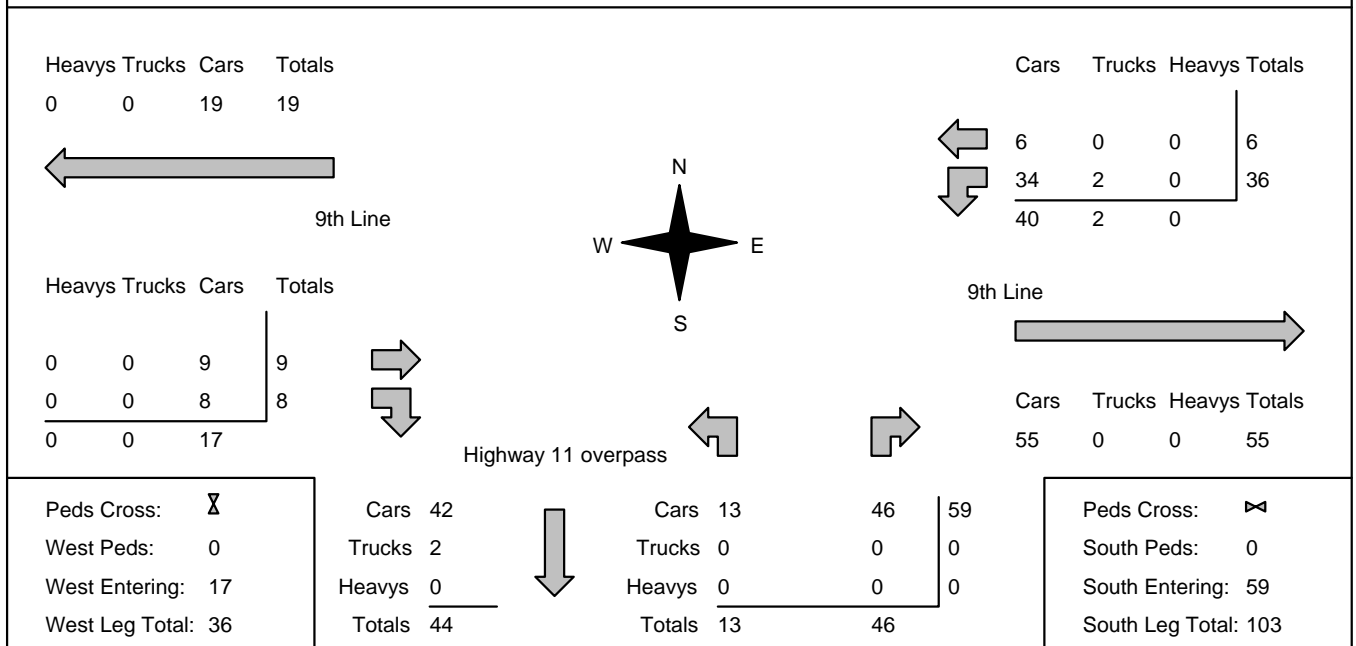 Heavys Trucks Cars Totals
0 0 19 19
Cars Trucks Heavys Totals
6 0 0 6
34 2 0 36
40 2 0
9th Line
N
W E
S
Heavys Trucks Cars Totals
0 0 9 9
0 0 8 8
0 0 17
9th Line
Cars Trucks Heavys Totals
55 0 0 55
Highway 11 overpass
Peds Cross:
West Peds: 0
West Entering: 17
West Leg Total: 36
Cars 42
Trucks 2
Heavys 0
Totals 44
Cars 13 46 59
Trucks 0 0 0
Heavys 0 0 0
Totals 13 46
Peds Cross:
South Peds: 0
South Entering: 59
South Leg Total: 103